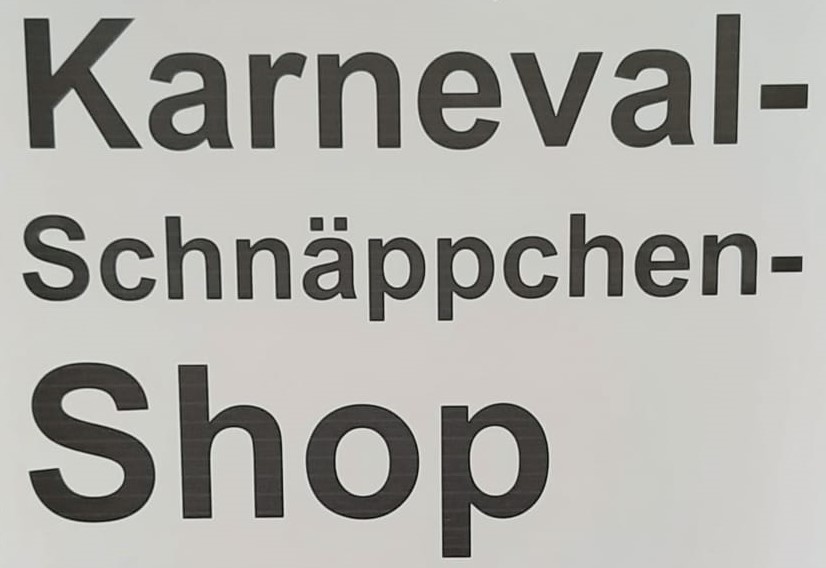 Karneval-
Schnäppchen-
Shop